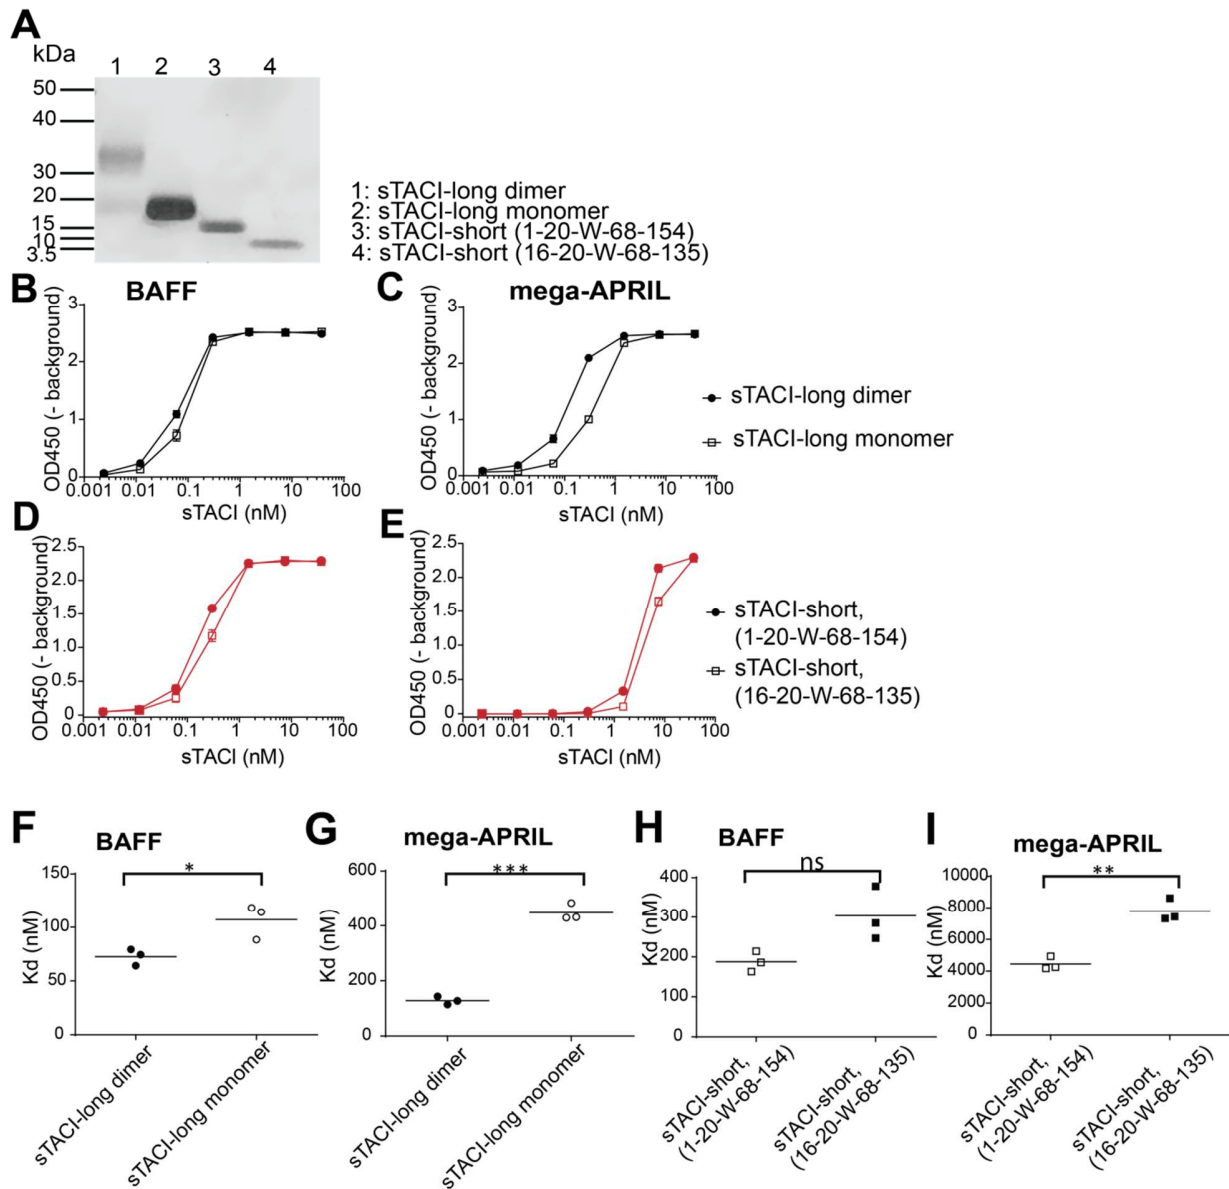 A
kDa
1 2 3 4
50
40
30
20
15
10
3.5
1: sTACI-long dimer
2: sTACI-long monomer
3: sTACI-short (1-20-W-68-154)
4: sTACI-short (16-20-W-68-135)
B BAFF
OD450 (- background)
3
2
1
0
0.001 0.01 0.1 1 10 100
sTACI (nM)
C mega-APRIL
OD450 (- background)
3
2
1
0
0.001 0.01 0.1 1 10 100
sTACI (nM)
sTACI-long dimer
sTACI-long monomer
D
OD450 (- background)
2.5
2.0
1.5
1.0
0.5
0
0.001 0.01 0.1 1 10 100
sTACI (nM)
E
OD450 (- background)
2.5
2.0
1.5
1.0
0.5
0
0.001 0.01 0.1 1 10 100
sTACI (nM)
sTACI-short,
(1-20-W-68-154)
sTACI-short,
(16-20-W-68-135)
F BAFF
*
Kd (nM)
150
100
50
0
sTACI-long dimer
sTACI-long monomer
G mega-APRIL
***
Kd (nM)
600
400
200
0
sTACI-long dimer
sTACI-long monomer
H BAFF
ns
Kd (nM)
400
300
200
100
0
sTACI-short,
(1-20-W-68-154)
sTACI-short,
(16-20-W-68-135)
I mega-APRIL
**
Kd (nM)
10000
8000
6000
4000
2000
0
sTACI-short,
(1-20-W-68-154)
sTACI-short,
(16-20-W-68-135)